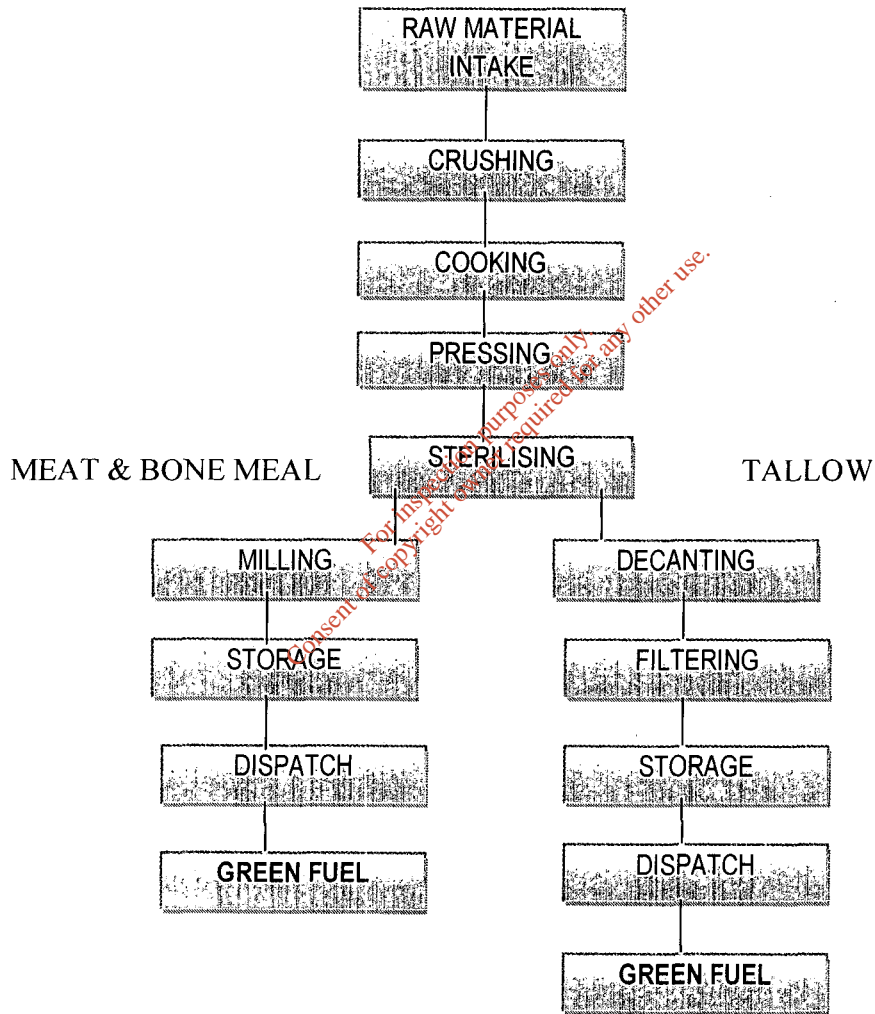 RAW MATERIAL
INTAKE
CRUSHING
COOKING
PRESSING
STERILISING
MEAT & BONE MEAL
TALLOW
MILLING
STORAGE
DISPATCH
GREEN FUEL
DECANTING
FILTERING
STORAGE
DISPATCH
GREEN FUEL
For inspection purposes only.
Consent of copyright owner required for any other use.